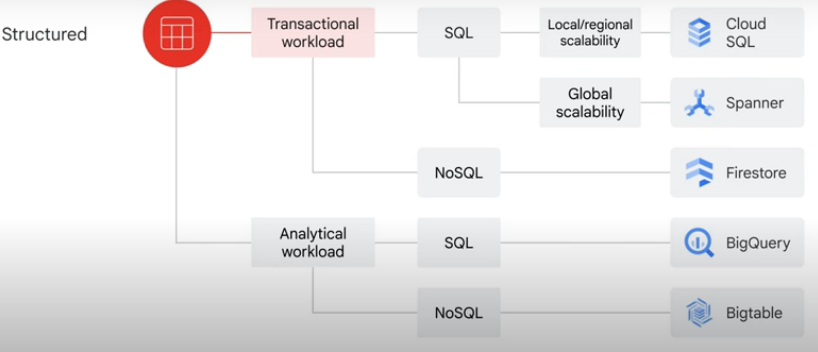 Structured
Transactional
workload
SQL
Local/regional
scalability
Cloud
SQL
Global
scalability
Spanner
NoSQL
Firestore
Analytical
workload
SQL
BigQuery
NoSQL
Bigtable